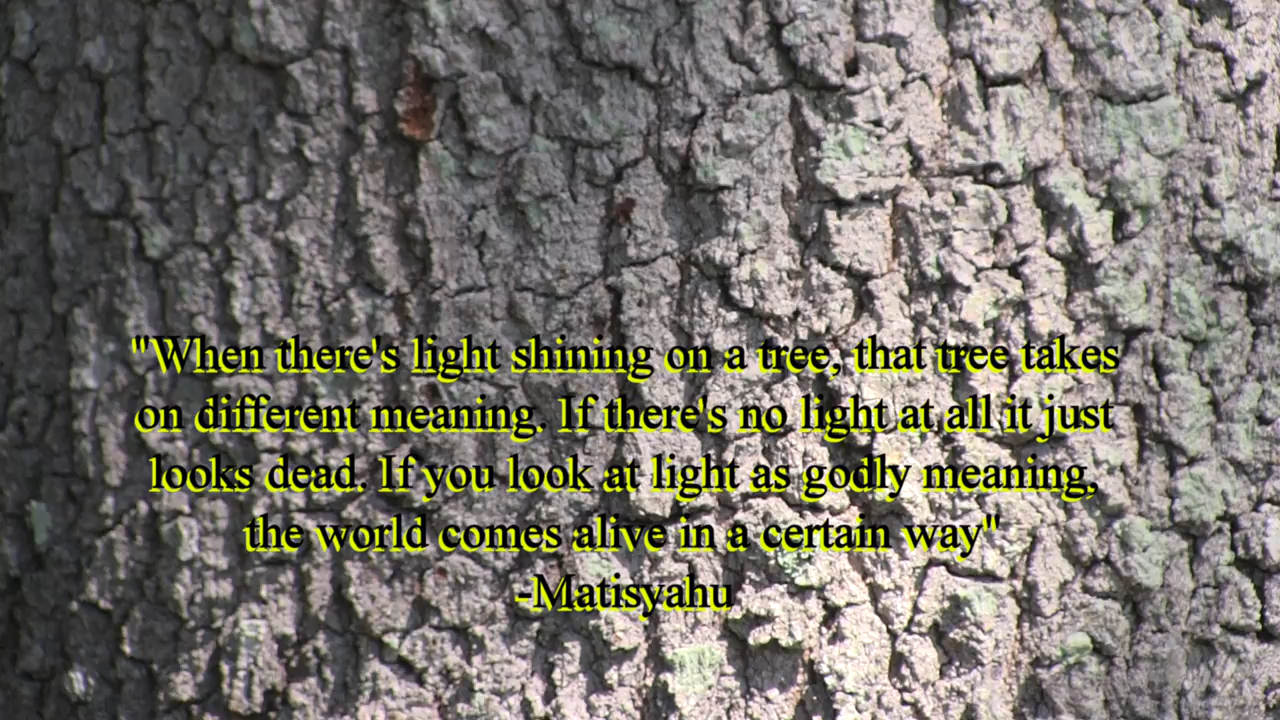 "When there's light shining on a tree, that tree takes
on different meaning. If there's no light at all it just
looks dead. If you look at light as godly meaning,
the world comes alive in a certain way"
-Matisyahu